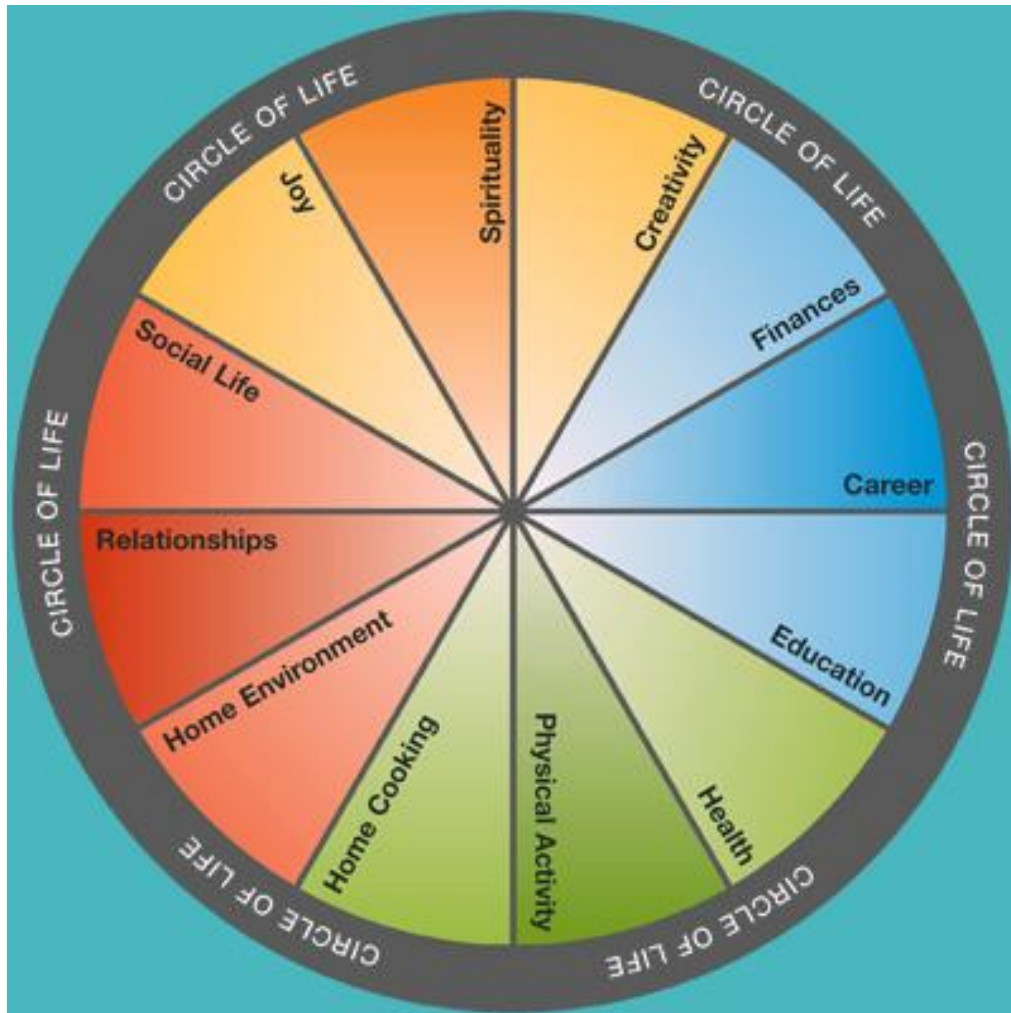 CIRCLE OF LIFE
CIRCLE OF LIFE
CIRCLE OF LIFE
CIRCLE OF LIFE
CIRCLE OF LIFE
CIRCLE OF LIFE
Creativity
Finances
Career
Education
Health
Physical Activity
Home Cooking
Home Environment
Relationships
Social Life
Joy
Spirituality